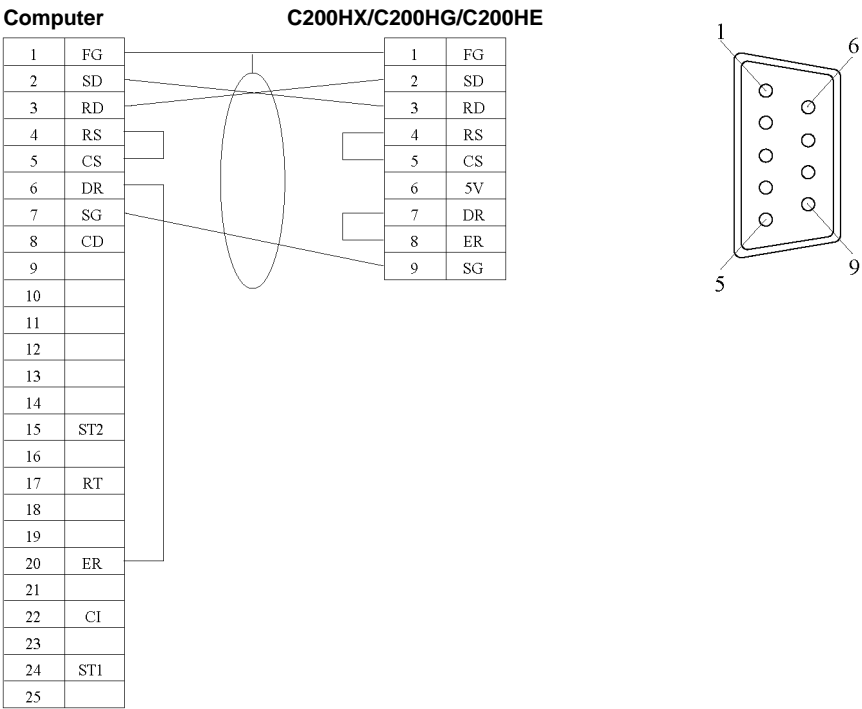 Computer
1 FG
2 SD
3 RD
4 RS
5 CS
6 DR
7 SG
8 CD
9
10
11
12
13
14
15 ST2
16
17 RT
18
19
20 ER
21
22 CI
23
24 ST1
25
C200HX/C200HG/C200HE
1 FG
2 SD
3 RD
4 RS
5 CS
6 5V
7 DR
8 ER
9 SG
1
6
5
9